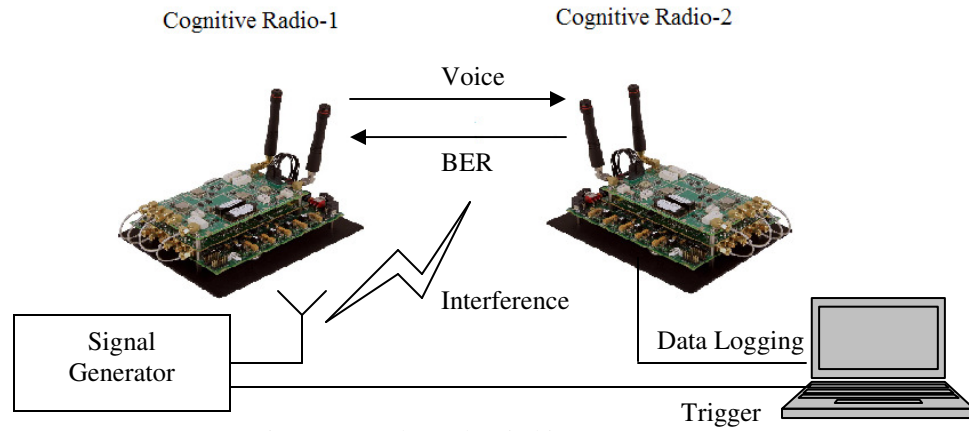 Cognitive Radio-1
Cognitive Radio-2
Voice
BER
Interference
Signal
Generator
Data Logging
Trigger